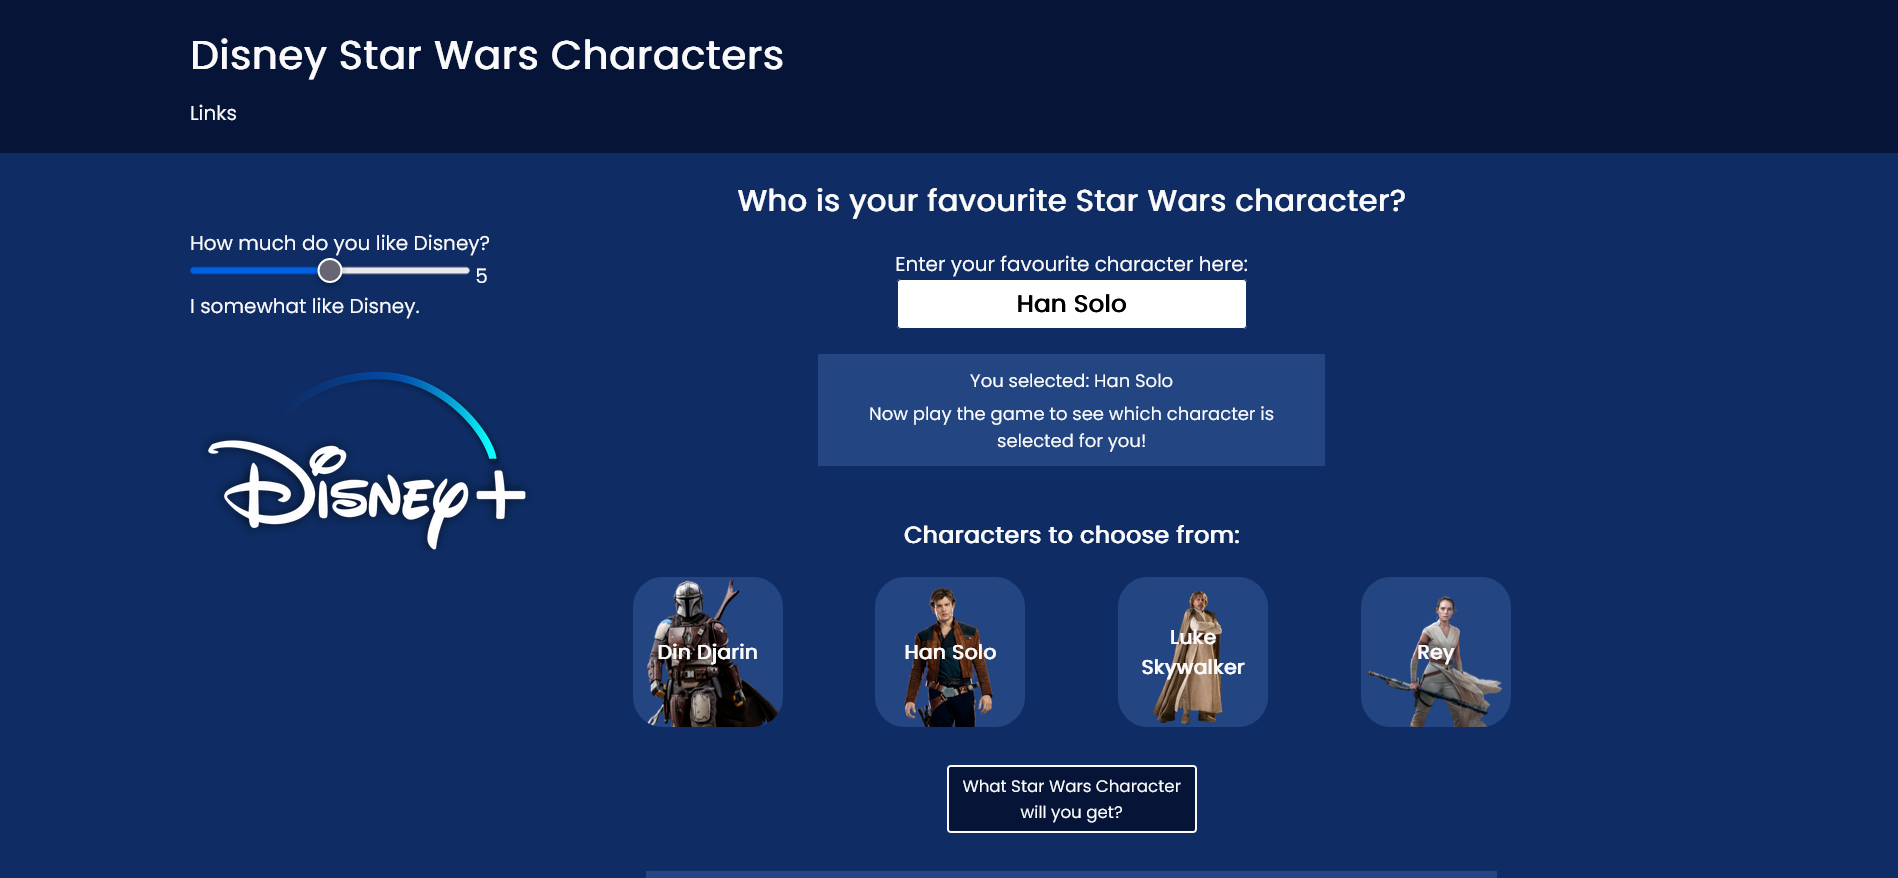 Disney Star Wars Characters
Links
How much do you like Disney?
5
I somewhat like Disney.
Disney+
Who is your favourite Star Wars character?
Enter your favourite character here:
Han Solo
You selected: Han Solo
Now play the game to see which character is
selected for you!
Characters to choose from:
Din Djarin
Han Solo
Luke
Skywalker
Rey
What Star Wars Character
will you get?